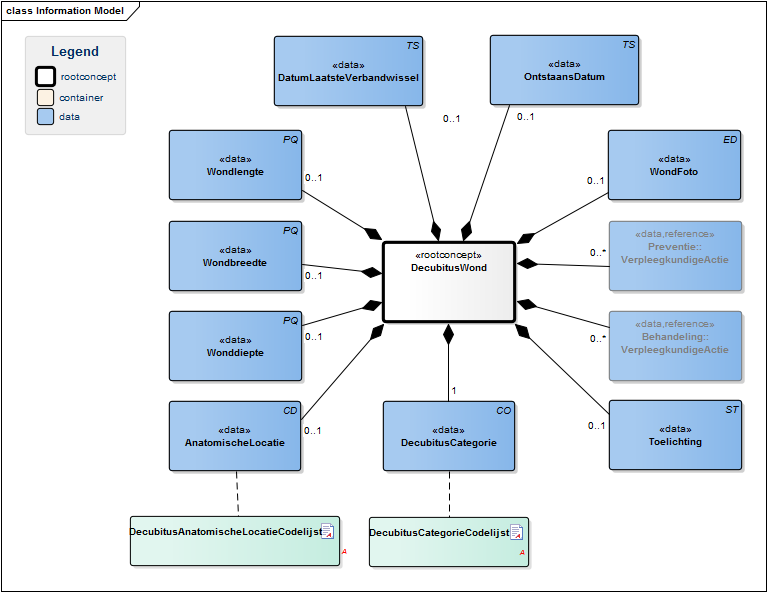 class Information Model
Legend
rootconcept
container
data
TS
«data»
DatumLaatsteVerbandwissel
0..1
TS
«data»
OntstaansDatum
0..1
PQ
«data»
Wondlengte
0..1
ED
«data»
WondFoto
0..1
PQ
«data»
Wondbreedte
0..1
«rootconcept»
DecubitusWond
«data,reference»
Preventie::
VerpleegkundigeActie
0..*
PQ
«data»
Wonddiepte
0..1
«data,reference»
Behandeling::
VerpleegkundigeActie
0..*
CD
«data»
AnatomischeLocatie
0..1
CO
«data»
DecubitusCategorie
1
ST
«data»
Toelichting
0..1
DecubitusAnatomischeLocatieCodelijst
A
DecubitusCategorieCodelijst
A